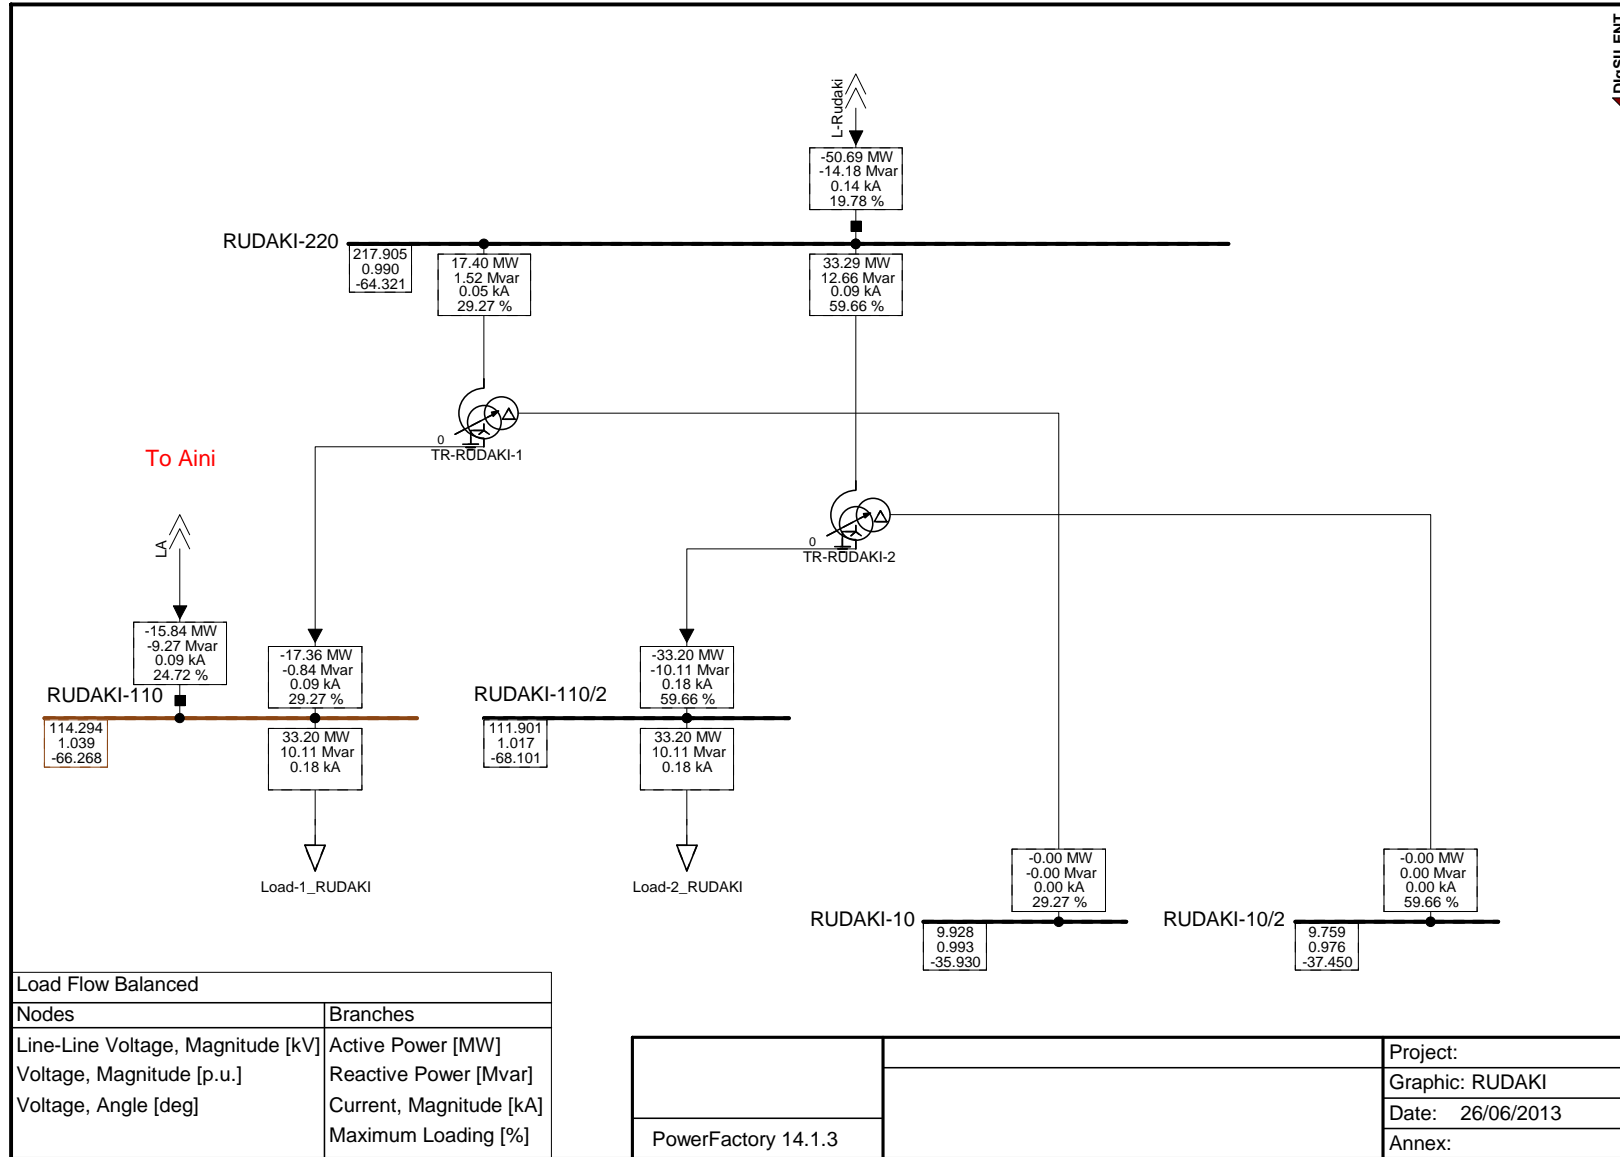 DIgSILENT
L-Rudaki
-50.69 MW
-14.18 Mvar
0.14 kA
19.78 %
RUDAKI-220
217.905
0.990
-64.321
17.40 MW
1.52 Mvar
0.05 kA
29.27 %
33.29 MW
12.66 Mvar
0.09 kA
59.66 %
0
TR-RUDAKI-1
To Aini
LA
0
TR-RUDAKI-2
-15.84 MW
-9.27 Mvar
0.09 kA
24.72 %
-17.36 MW
-0.84 Mvar
0.09 kA
29.27 %
-33.20 MW
-10.11 Mvar
0.18 kA
59.66 %
RUDAKI-110
114.294
1.039
-66.268
33.20 MW
10.11 Mvar
0.18 kA
RUDAKI-110/2
111.901
1.017
-68.101
33.20 MW
10.11 Mvar
0.18 kA
Load-1_RUDAKI
Load-2_RUDAKI
-0.00 MW
-0.00 Mvar
0.00 kA
29.27 %
-0.00 MW
0.00 Mvar
0.00 kA
59.66 %
RUDAKI-10
9.928
0.993
-35.930
RUDAKI-10/2
9.759
0.976
-37.450
Load Flow Balanced
Nodes
Branches
Line-Line Voltage, Magnitude [kV]
Active Power [MW]
Voltage, Magnitude [p.u.]
Reactive Power [Mvar]
Voltage, Angle [deg]
Current, Magnitude [kA]
Maximum Loading [%]
PowerFactory 14.1.3
Project:
Graphic: RUDAKI
Date: 26/06/2013
Annex: